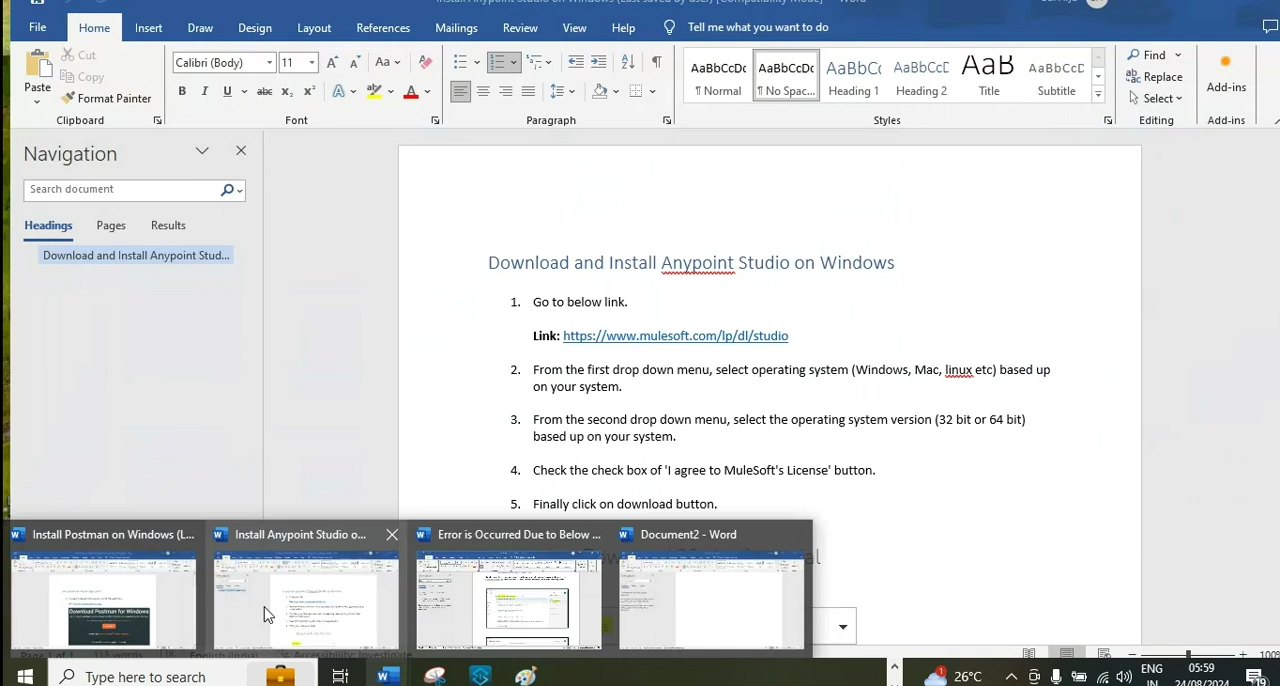 File Home Insert Draw Design Layout References Mailings Review View Help Tell me what you want to do
Paste
Cut
Copy
Format Painter
Clipboard
Calibri (Body) 11
Font
Paragraph
AaBbCcDc AaBbCcDc AaBbCc AaBbCcD AaB AaBbCcD
¶ Normal ¶ No Spac... Heading 1 Heading 2 Title Subtitle
Styles
Find
Replace
Select
Editing
Add-ins
Add-ins
Navigation
Search document
Headings Pages Results
Download and Install Anypoint Stud...
Download and Install Anypoint Studio on Windows
1. Go to below link.
Link: https://www.mulesoft.com/lp/dl/studio
2. From the first drop down menu, select operating system (Windows, Mac, linux etc) based up
on your system.
3. From the second drop down menu, select the operating system version (32 bit or 64 bit)
based up on your system.
4. Check the check box of 'I agree to MuleSoft's License' button.
5. Finally click on download button.
Install Postman on Windows (L...
Install Anypoint Studio o...
Error is Occurred Due to Below ...
Document2 - Word
Download Postman for Windows
Type here to search
26°C
ENG
IN
05:59
24/08/2024
19